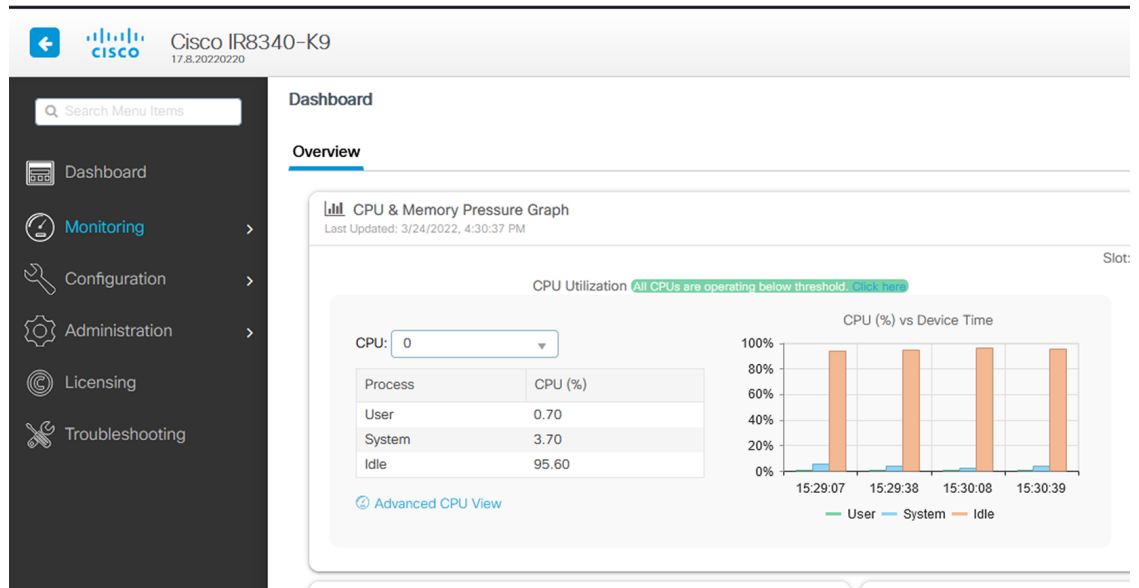 CISCO
Cisco IR8340-K9
17.8.20220220
Search Menu Items
Dashboard
Monitoring
Configuration
Administration
Licensing
Troubleshooting
Dashboard
Overview
CPU & Memory Pressure Graph
Last Updated: 3/24/2022, 4:30:37 PM
Slot:
CPU Utilization All CPUs are operating below threshold. Click here
CPU: 0
Process CPU (%)
User 0.70
System 3.70
Idle 95.60
Advanced CPU View
CPU (%) vs Device Time
100%
80%
60%
40%
20%
0%
15:29:07 15:29:38 15:30:08 15:30:39
User System Idle